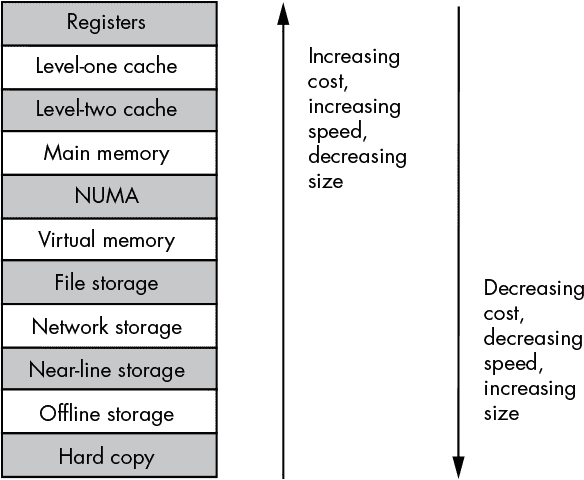 Registers
Level-one cache
Level-two cache
Main memory
NUMA
Virtual memory
File storage
Network storage
Near-line storage
Offline storage
Hard copy
Increasing
cost,
increasing
speed,
decreasing
size
Decreasing
cost,
decreasing
speed,
increasing
size